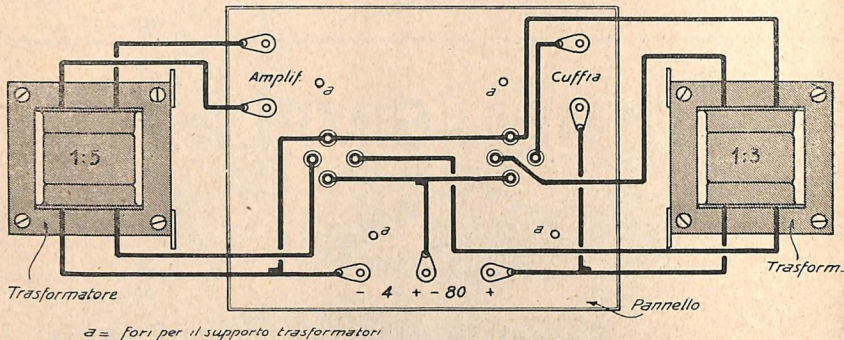 Amplif.
a
a
Cuffia
1:5
1:3
a
a
Trasformatore
- 4 + - 80 +
Trasform.
Pannello
a = fori per il supporto trasformatori